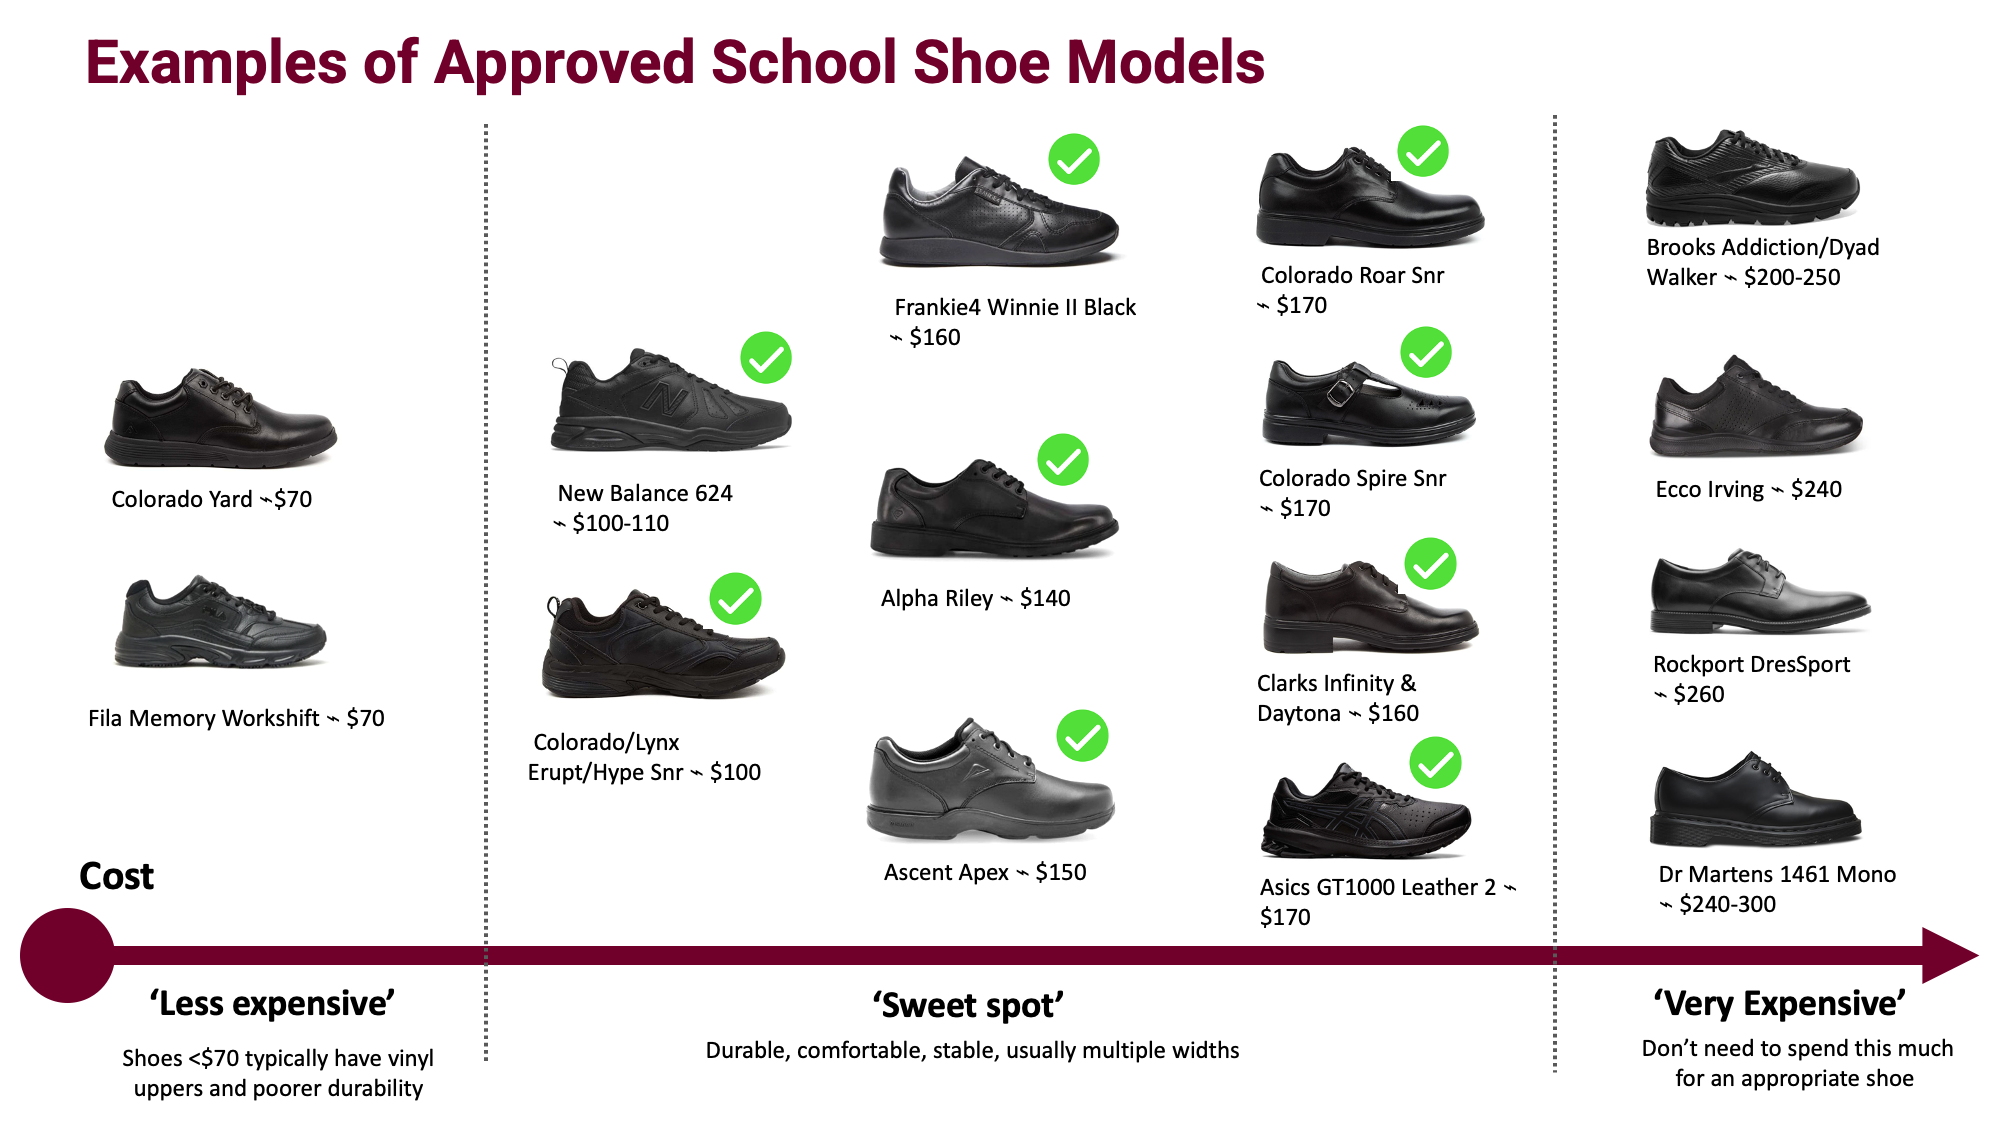 Examples of Approved School Shoe Models
Colorado Yard ~$70
FILA
Fila Memory Workshift ~ $70
N
New Balance 624
~ $100-110
Colorado/Lynx
Erupt/Hype Snr ~ $100
Frankie4 Winnie II Black
~ $160
Alpha Riley ~ $140
Ascent Apex ~ $150
Colorado Roar Snr
~ $170
Colorado Spire Snr
~ $170
Clarks Infinity &
Daytona ~ $160
Asics GT1000 Leather 2 ~
$170
Brooks Addiction/Dyad
Walker ~ $200-250
Ecco Irving ~ $240
Rockport DresSport
~ $260
Dr Martens 1461 Mono
~ $240-300
Cost
‘Less expensive’
Shoes <$70 typically have vinyl
uppers and poorer durability
‘Sweet spot’
Durable, comfortable, stable, usually multiple widths
‘Very Expensive’
Don’t need to spend this much
for an appropriate shoe